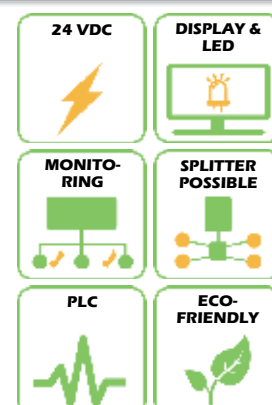 24 VDC
DISPLAY &
LED
MONITO-
RING
SPLITTER
POSSIBLE
PLC
ECO-
FRIENDLY